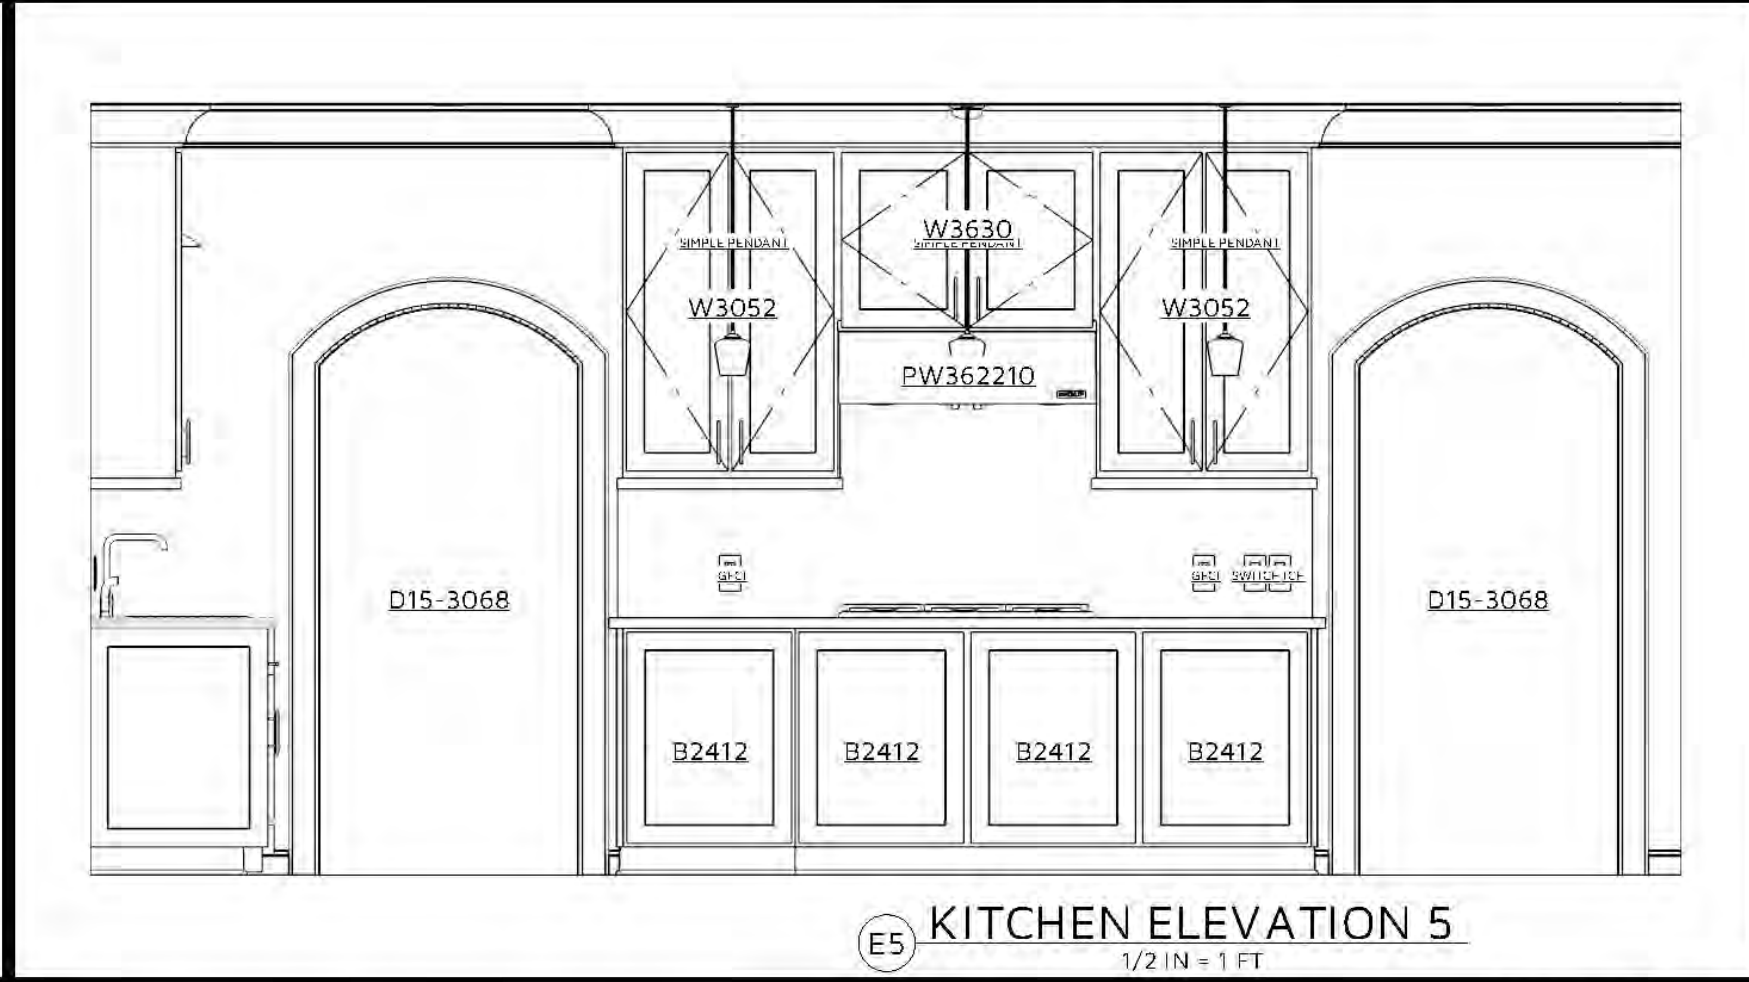 W3630
SIMPLE PENDANT
SIMPLE PENDANT
SIMPLE PENDANT
W3052
W3052
PW362210
GFCI
GFCI
SWITCH
D15-3068
D15-3068
B2412
B2412
B2412
B2412
E5
KITCHEN ELEVATION 5
1/2 IN = 1 FT